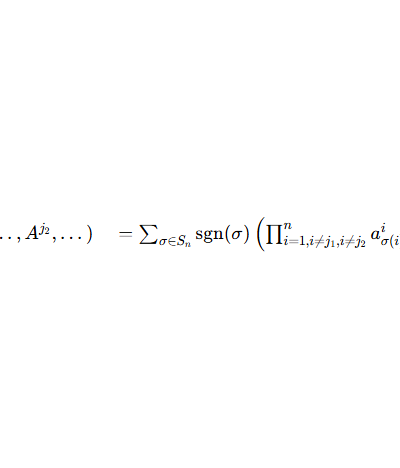 …, A^{j_2}, … ) = ∑_{σ∈S_n} sgn(σ) ( ∏_{i=1,i≠j_1,i≠j_2}^{n} a^i_{σ(i